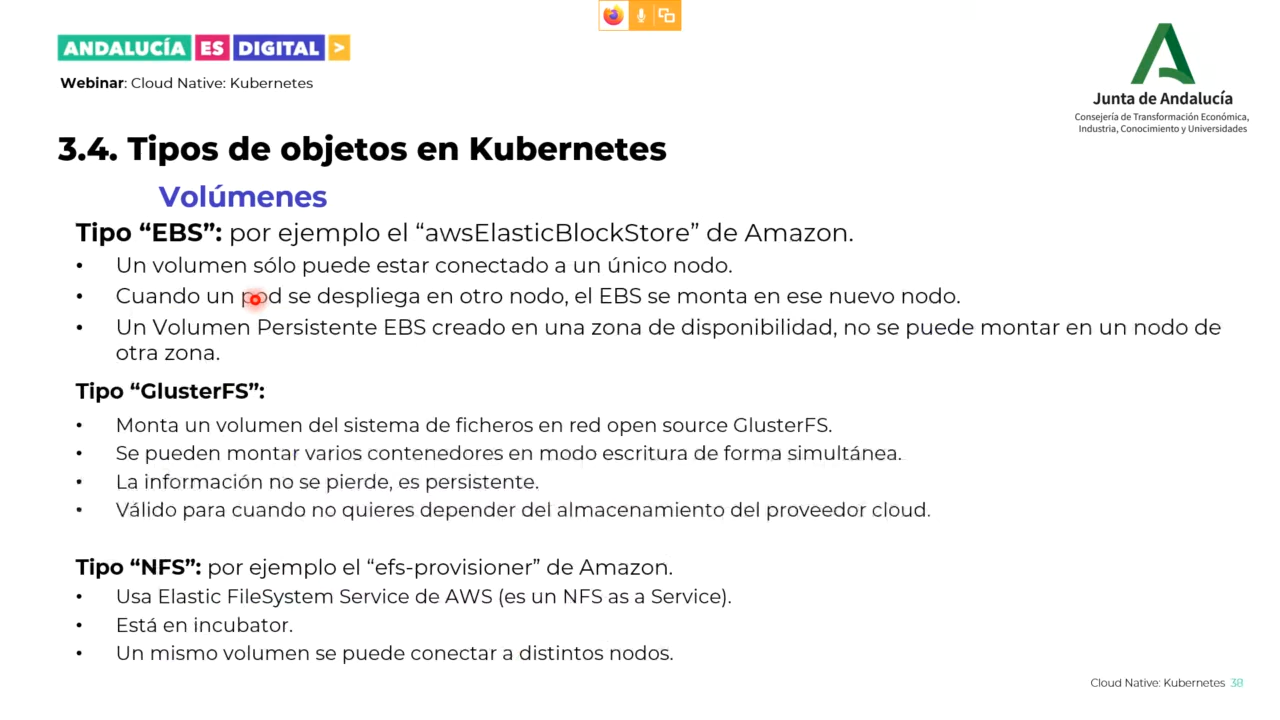 ANDALUCÍA ES DIGITAL >
Webinar: Cloud Native: Kubernetes
Junta de Andalucía
Consejería de Transformación Económica,
Industria, Conocimiento y Universidades
3.4. Tipos de objetos en Kubernetes
Volúmenes
Tipo “EBS”: por ejemplo el “awsElasticBlockStore” de Amazon.
• Un volumen sólo puede estar conectado a un único nodo.
• Cuando un pod se despliega en otro nodo, el EBS se monta en ese nuevo nodo.
• Un Volumen Persistente EBS creado en una zona de disponibilidad, no se puede montar en un nodo de
otra zona.
Tipo “GlusterFS”:
• Monta un volumen del sistema de ficheros en red open source GlusterFS.
• Se pueden montar varios contenedores en modo escritura de forma simultánea.
• La información no se pierde, es persistente.
• Válido para cuando no quieres depender del almacenamiento del proveedor cloud.
Tipo “NFS”: por ejemplo el “efs-provisioner” de Amazon.
• Usa Elastic FileSystem Service de AWS (es un NFS as a Service).
• Está en incubator.
• Un mismo volumen se puede conectar a distintos nodos.
Cloud Native: Kubernetes 38